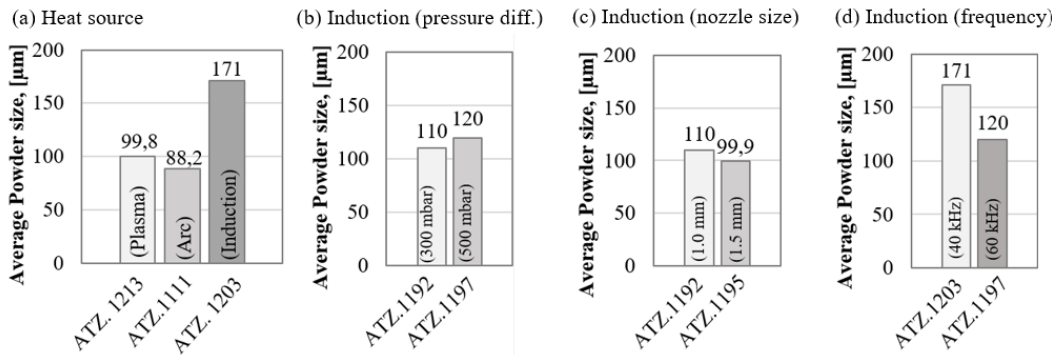 (a) Heat source
Average Powder size, [μm]
200
150
100
50
0
99,8
88,2
171
(Plasma)
(Arc)
(Induction)
ATZ. 1213
ATZ.1111
ATZ. 1203
(b) Induction (pressure diff.)
Average Powder size, [μm]
200
150
100
50
0
110
120
(300 mbar)
(500 mbar)
ATZ.1192
ATZ.1197
(c) Induction (nozzle size)
Average Powder size, [μm]
200
150
100
50
0
110
99,9
(1.0 mm)
(1.5 mm)
ATZ.1192
ATZ.1195
(d) Induction (frequency)
Average Powder size, [μm]
200
150
100
50
0
171
120
(40 kHz)
(60 kHz)
ATZ.1203
ATZ.1197